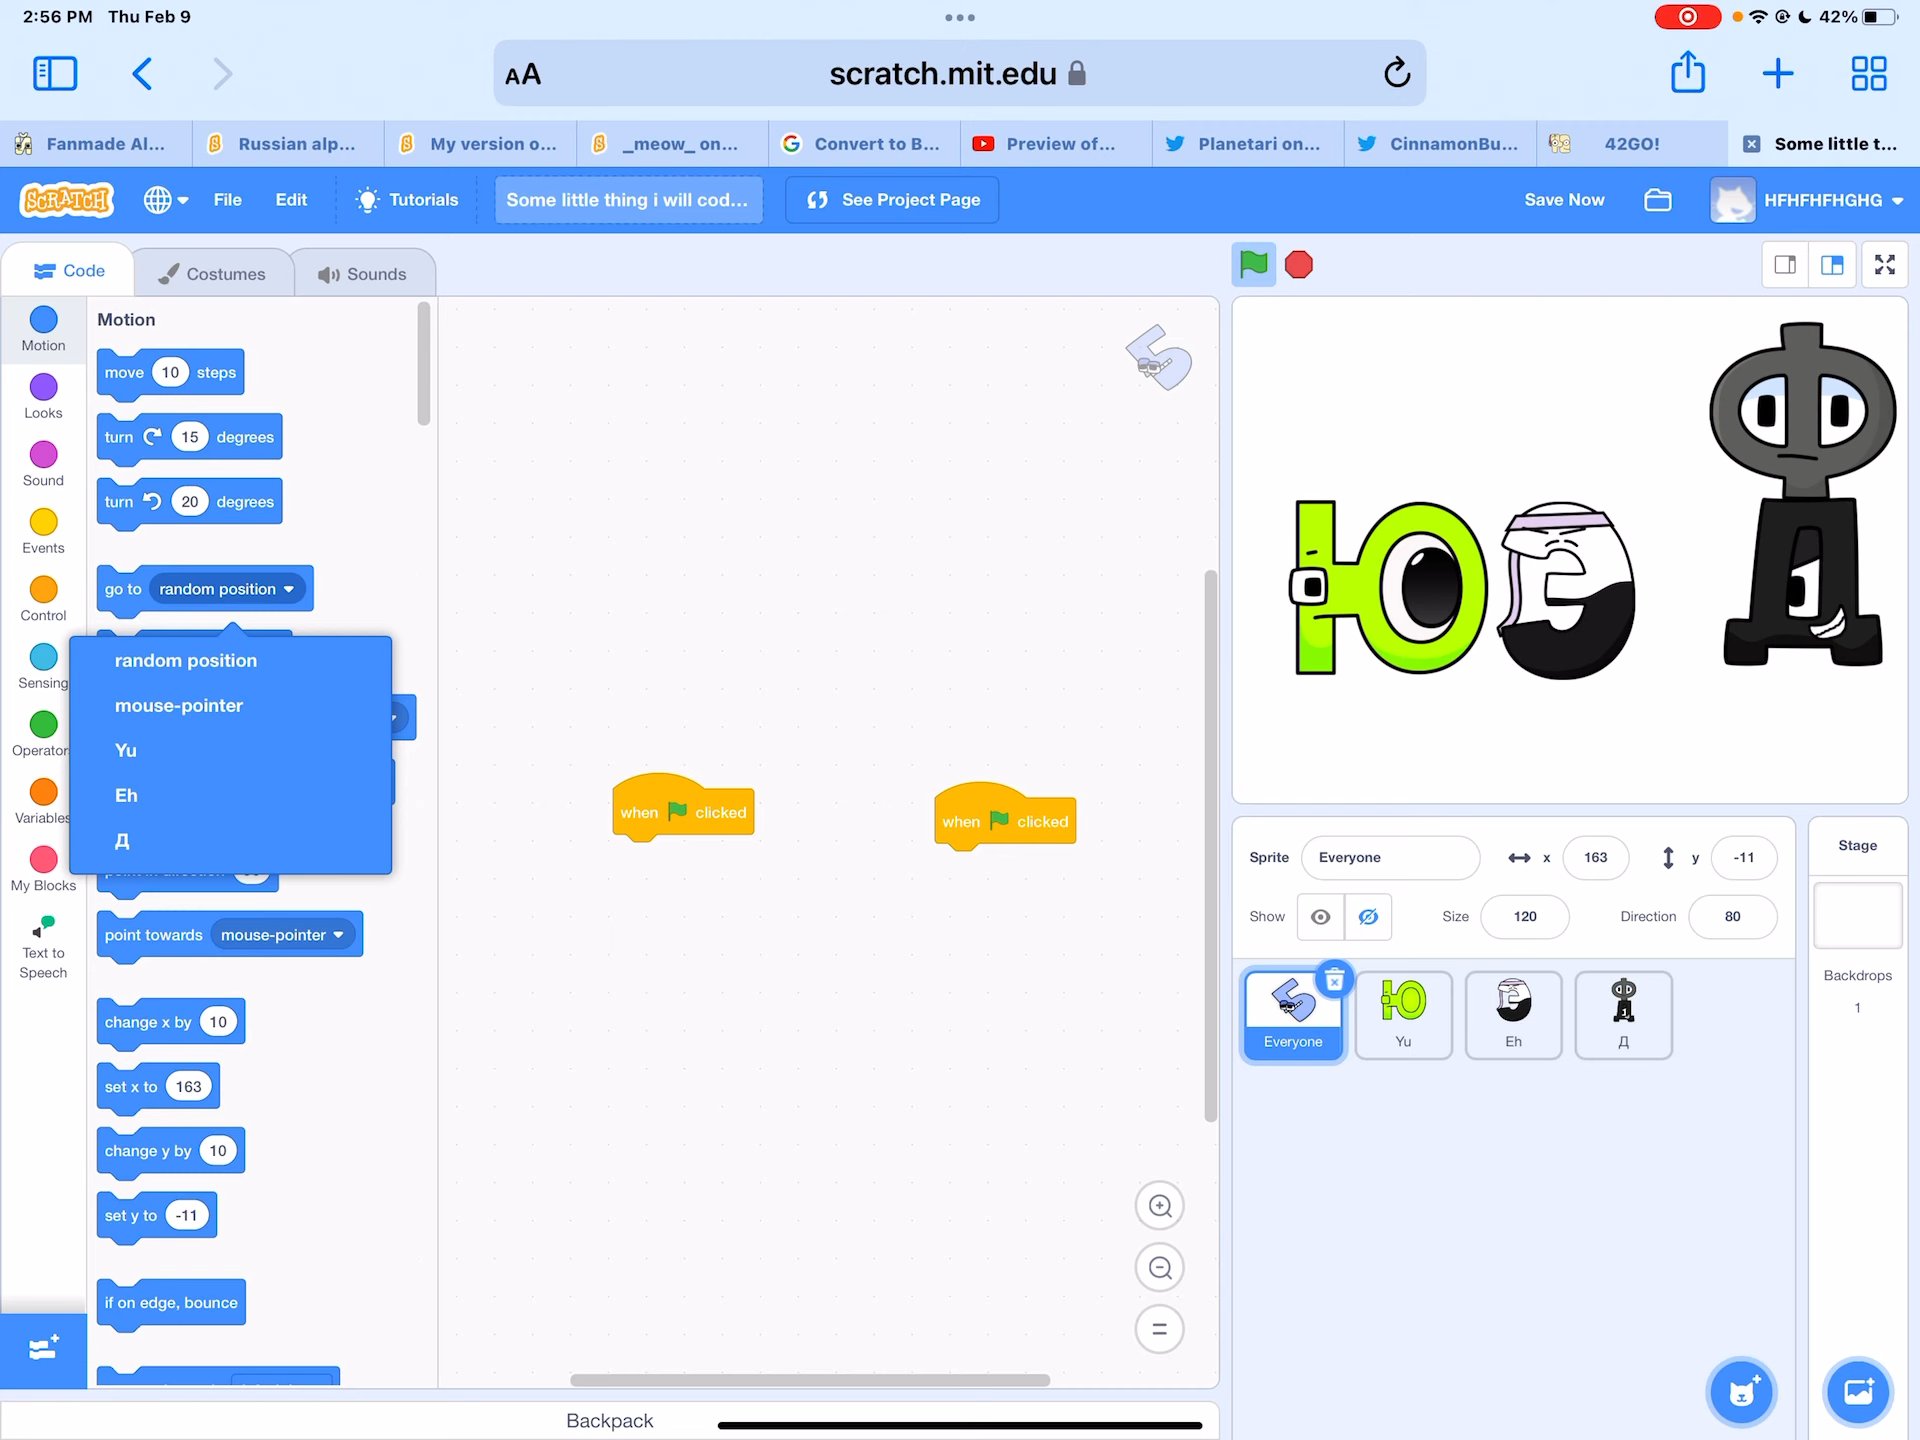 2:56 PM Thu Feb 9
42%
AA
scratch.mit.edu
Fanmade Al...
Russian alp...
My version o...
_meow_ on...
Convert to B...
Preview of...
Planetari on...
CinnamonBu...
42GO!
Some little t...
SCRATCH
File
Edit
Tutorials
Some little thing i will cod...
See Project Page
Save Now
HFHFHFHGHG
Code
Costumes
Sounds
Motion
Looks
Sound
Events
Control
Sensing
Operator
Variables
My Blocks
Text to
Speech
Motion
move 10 steps
turn 15 degrees
turn 20 degrees
go to random position
random position
mouse-pointer
Yu
Eh
Д
point towards mouse-pointer
change x by 10
set x to 163
change y by 10
set y to -11
if on edge, bounce
when clicked
when clicked
Backpack
Ю Э
Ф
Д
Sprite Everyone x 163 y -11
Show Size 120 Direction 80
Everyone
Yu
Eh
Д
Stage
Backdrops
1